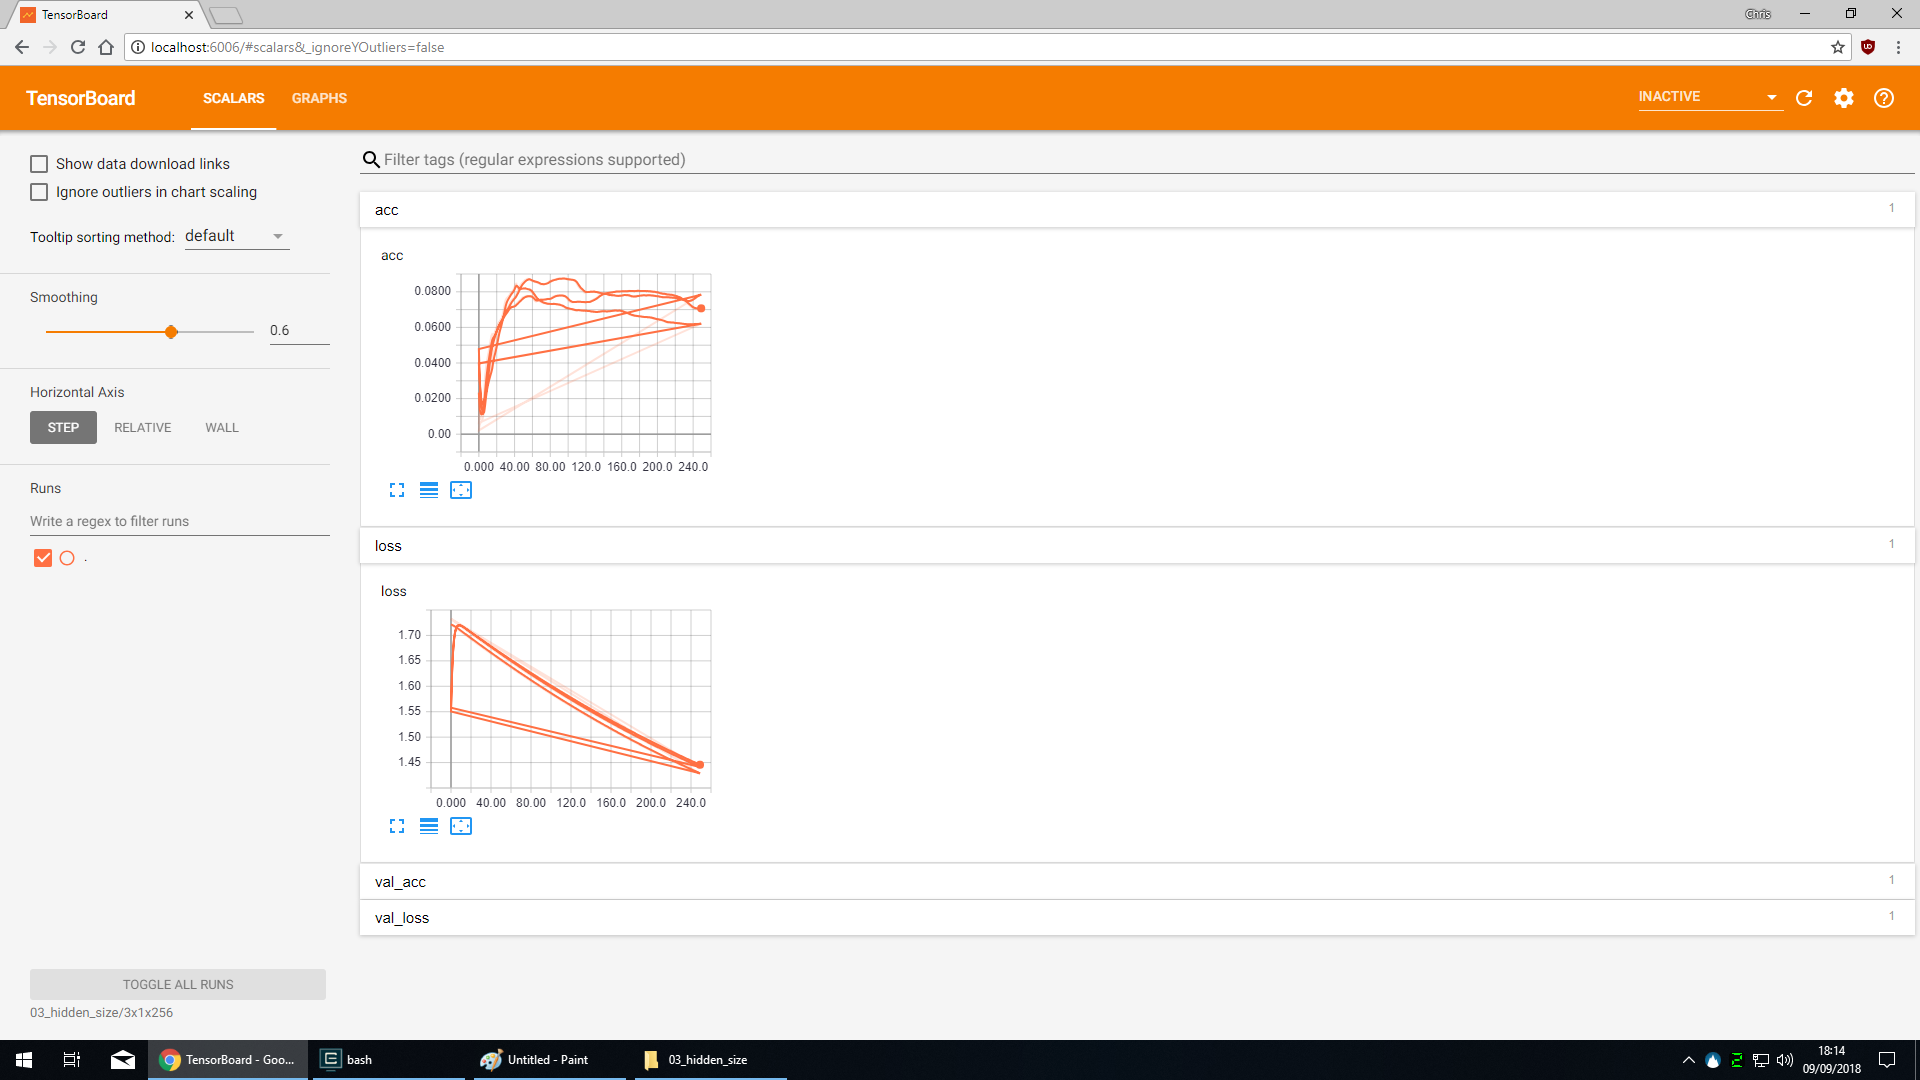 TensorBoard
Chris
localhost:6006/#scalars&_ignoreYOutliers=false
TensorBoard
SCALARS
GRAPHS
INACTIVE
Show data download links
Ignore outliers in chart scaling
Tooltip sorting method: default
Smoothing
0.6
Horizontal Axis
STEP RELATIVE WALL
Runs
Write a regex to filter runs
.
TOGGLE ALL RUNS
03_hidden_size/3x1x256
Filter tags (regular expressions supported)
acc 1
acc
0.0800
0.0600
0.0400
0.0200
0.00
0.000 40.00 80.00 120.0 160.0 200.0 240.0
loss 1
loss
1.70
1.65
1.60
1.55
1.50
1.45
0.000 40.00 80.00 120.0 160.0 200.0 240.0
val_acc 1
val_loss 1
TensorBoard - Goo...
bash
Untitled - Paint
03_hidden_size
2
18:14
09/09/2018